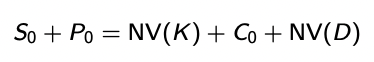 S₀ + P₀ = NV(K) + C₀ + NV(D)